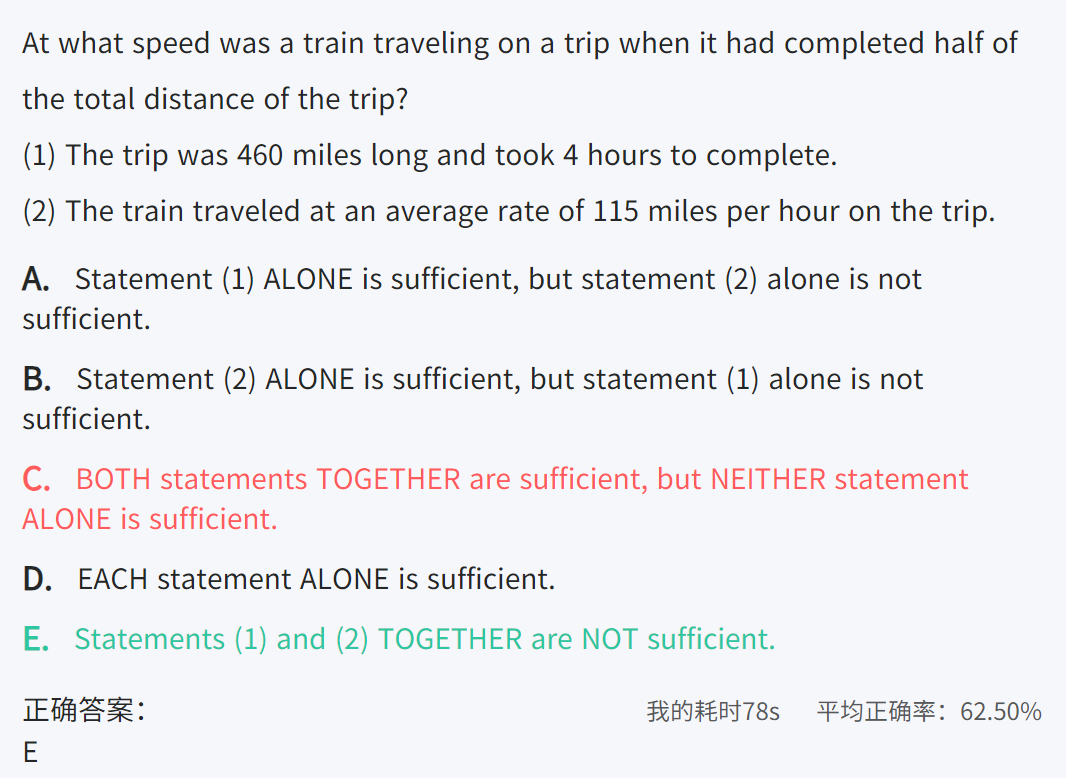 At what speed was a train traveling on a trip when it had completed half of
the total distance of the trip?
(1) The trip was 460 miles long and took 4 hours to complete.
(2) The train traveled at an average rate of 115 miles per hour on the trip.
A. Statement (1) ALONE is sufficient, but statement (2) alone is not
sufficient.
B. Statement (2) ALONE is sufficient, but statement (1) alone is not
sufficient.
C. BOTH statements TOGETHER are sufficient, but NEITHER statement
ALONE is sufficient.
D. EACH statement ALONE is sufficient.
E. Statements (1) and (2) TOGETHER are NOT sufficient.
正确答案： 我的耗时78s 平均正确率：62.50%
E